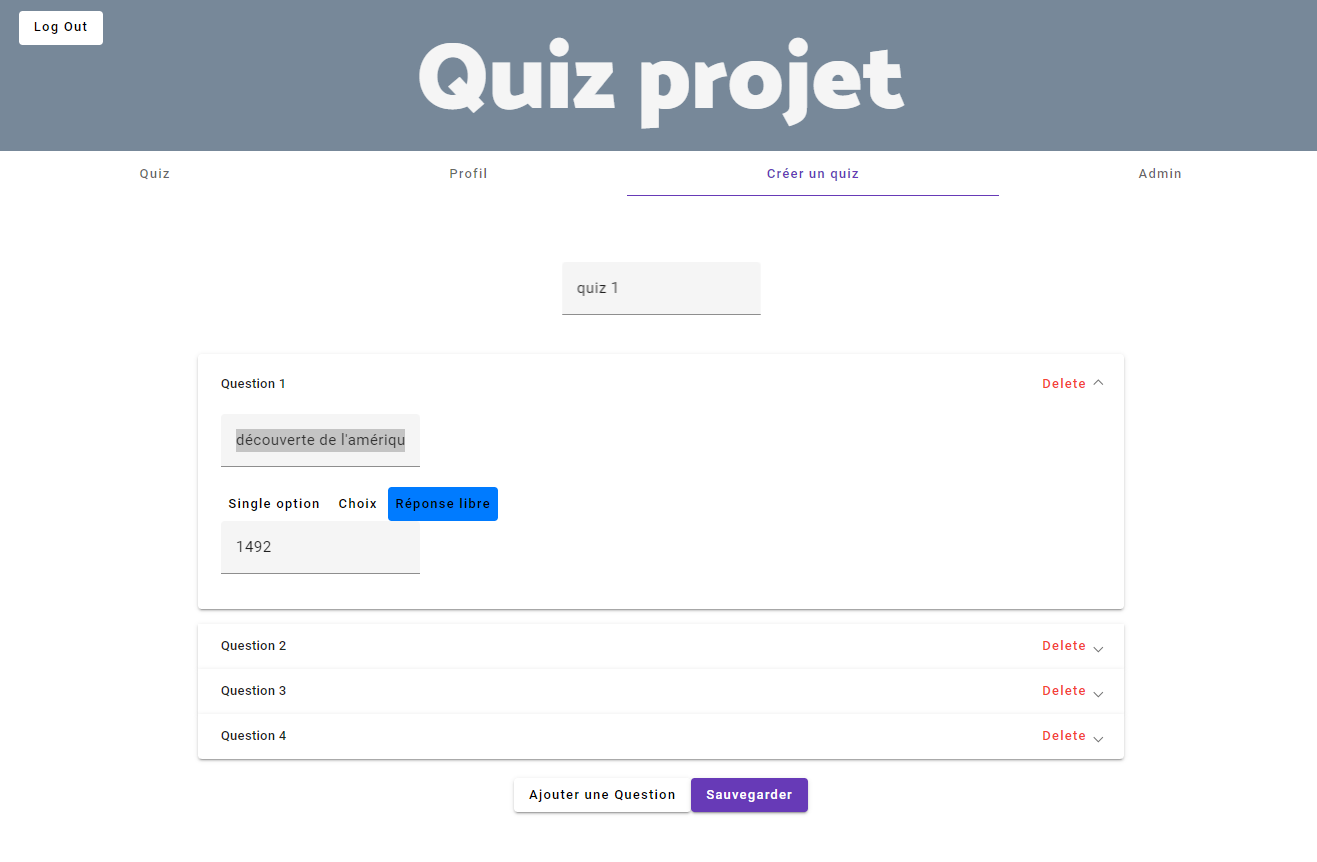 Log Out
Quiz projet
Quiz Profil Créer un quiz Admin
quiz 1
Question 1 Delete
découverte de l'amériqu
Single option Choix Réponse libre
1492
Question 2 Delete
Question 3 Delete
Question 4 Delete
Ajouter une Question Sauvegarder